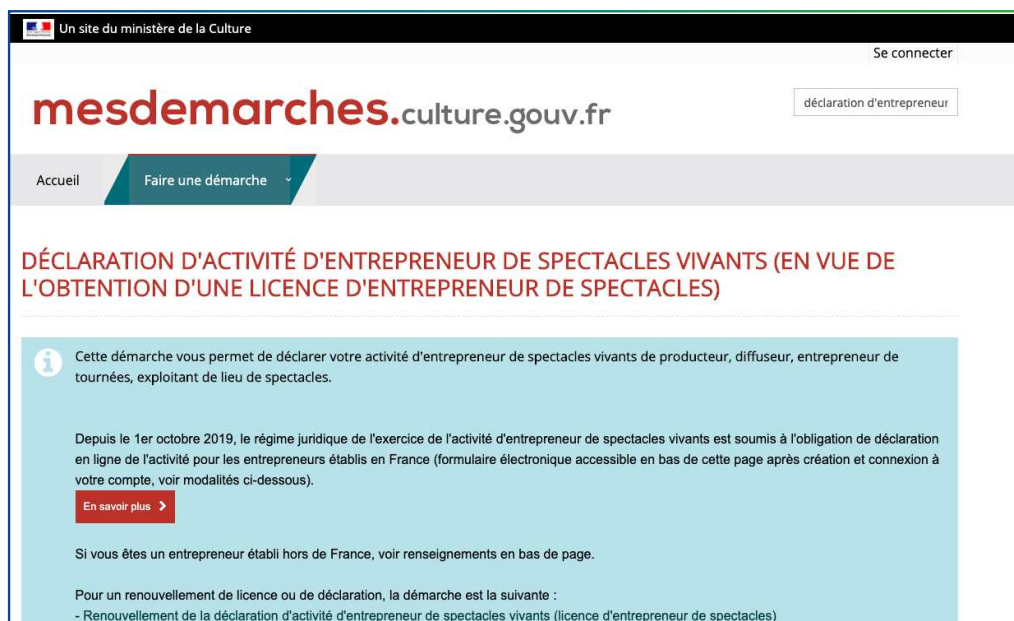 Un site du ministère de la Culture
Se connecter
mesdemarches.culture.gouv.fr
déclaration d'entrepreneur
Accueil
Faire une démarche
DÉCLARATION D'ACTIVITÉ D'ENTREPRENEUR DE SPECTACLES VIVANTS (EN VUE DE
L'OBTENTION D'UNE LICENCE D'ENTREPRENEUR DE SPECTACLES)
Cette démarche vous permet de déclarer votre activité d'entrepreneur de spectacles vivants de producteur, diffuseur, entrepreneur de
tournées, exploitant de lieu de spectacles.
Depuis le 1er octobre 2019, le régime juridique de l'exercice de l'activité d'entrepreneur de spectacles vivants est soumis à l'obligation de déclaration
en ligne de l'activité pour les entrepreneurs établis en France (formulaire électronique accessible en bas de cette page après création et connexion à
votre compte, voir modalités ci-dessous).
En savoir plus
Si vous êtes un entrepreneur établi hors de France, voir renseignements en bas de page.
Pour un renouvellement de licence ou de déclaration, la démarche est la suivante :
- Renouvellement de la déclaration d'activité d'entrepreneur de spectacles vivants (licence d'entrepreneur de spectacles)